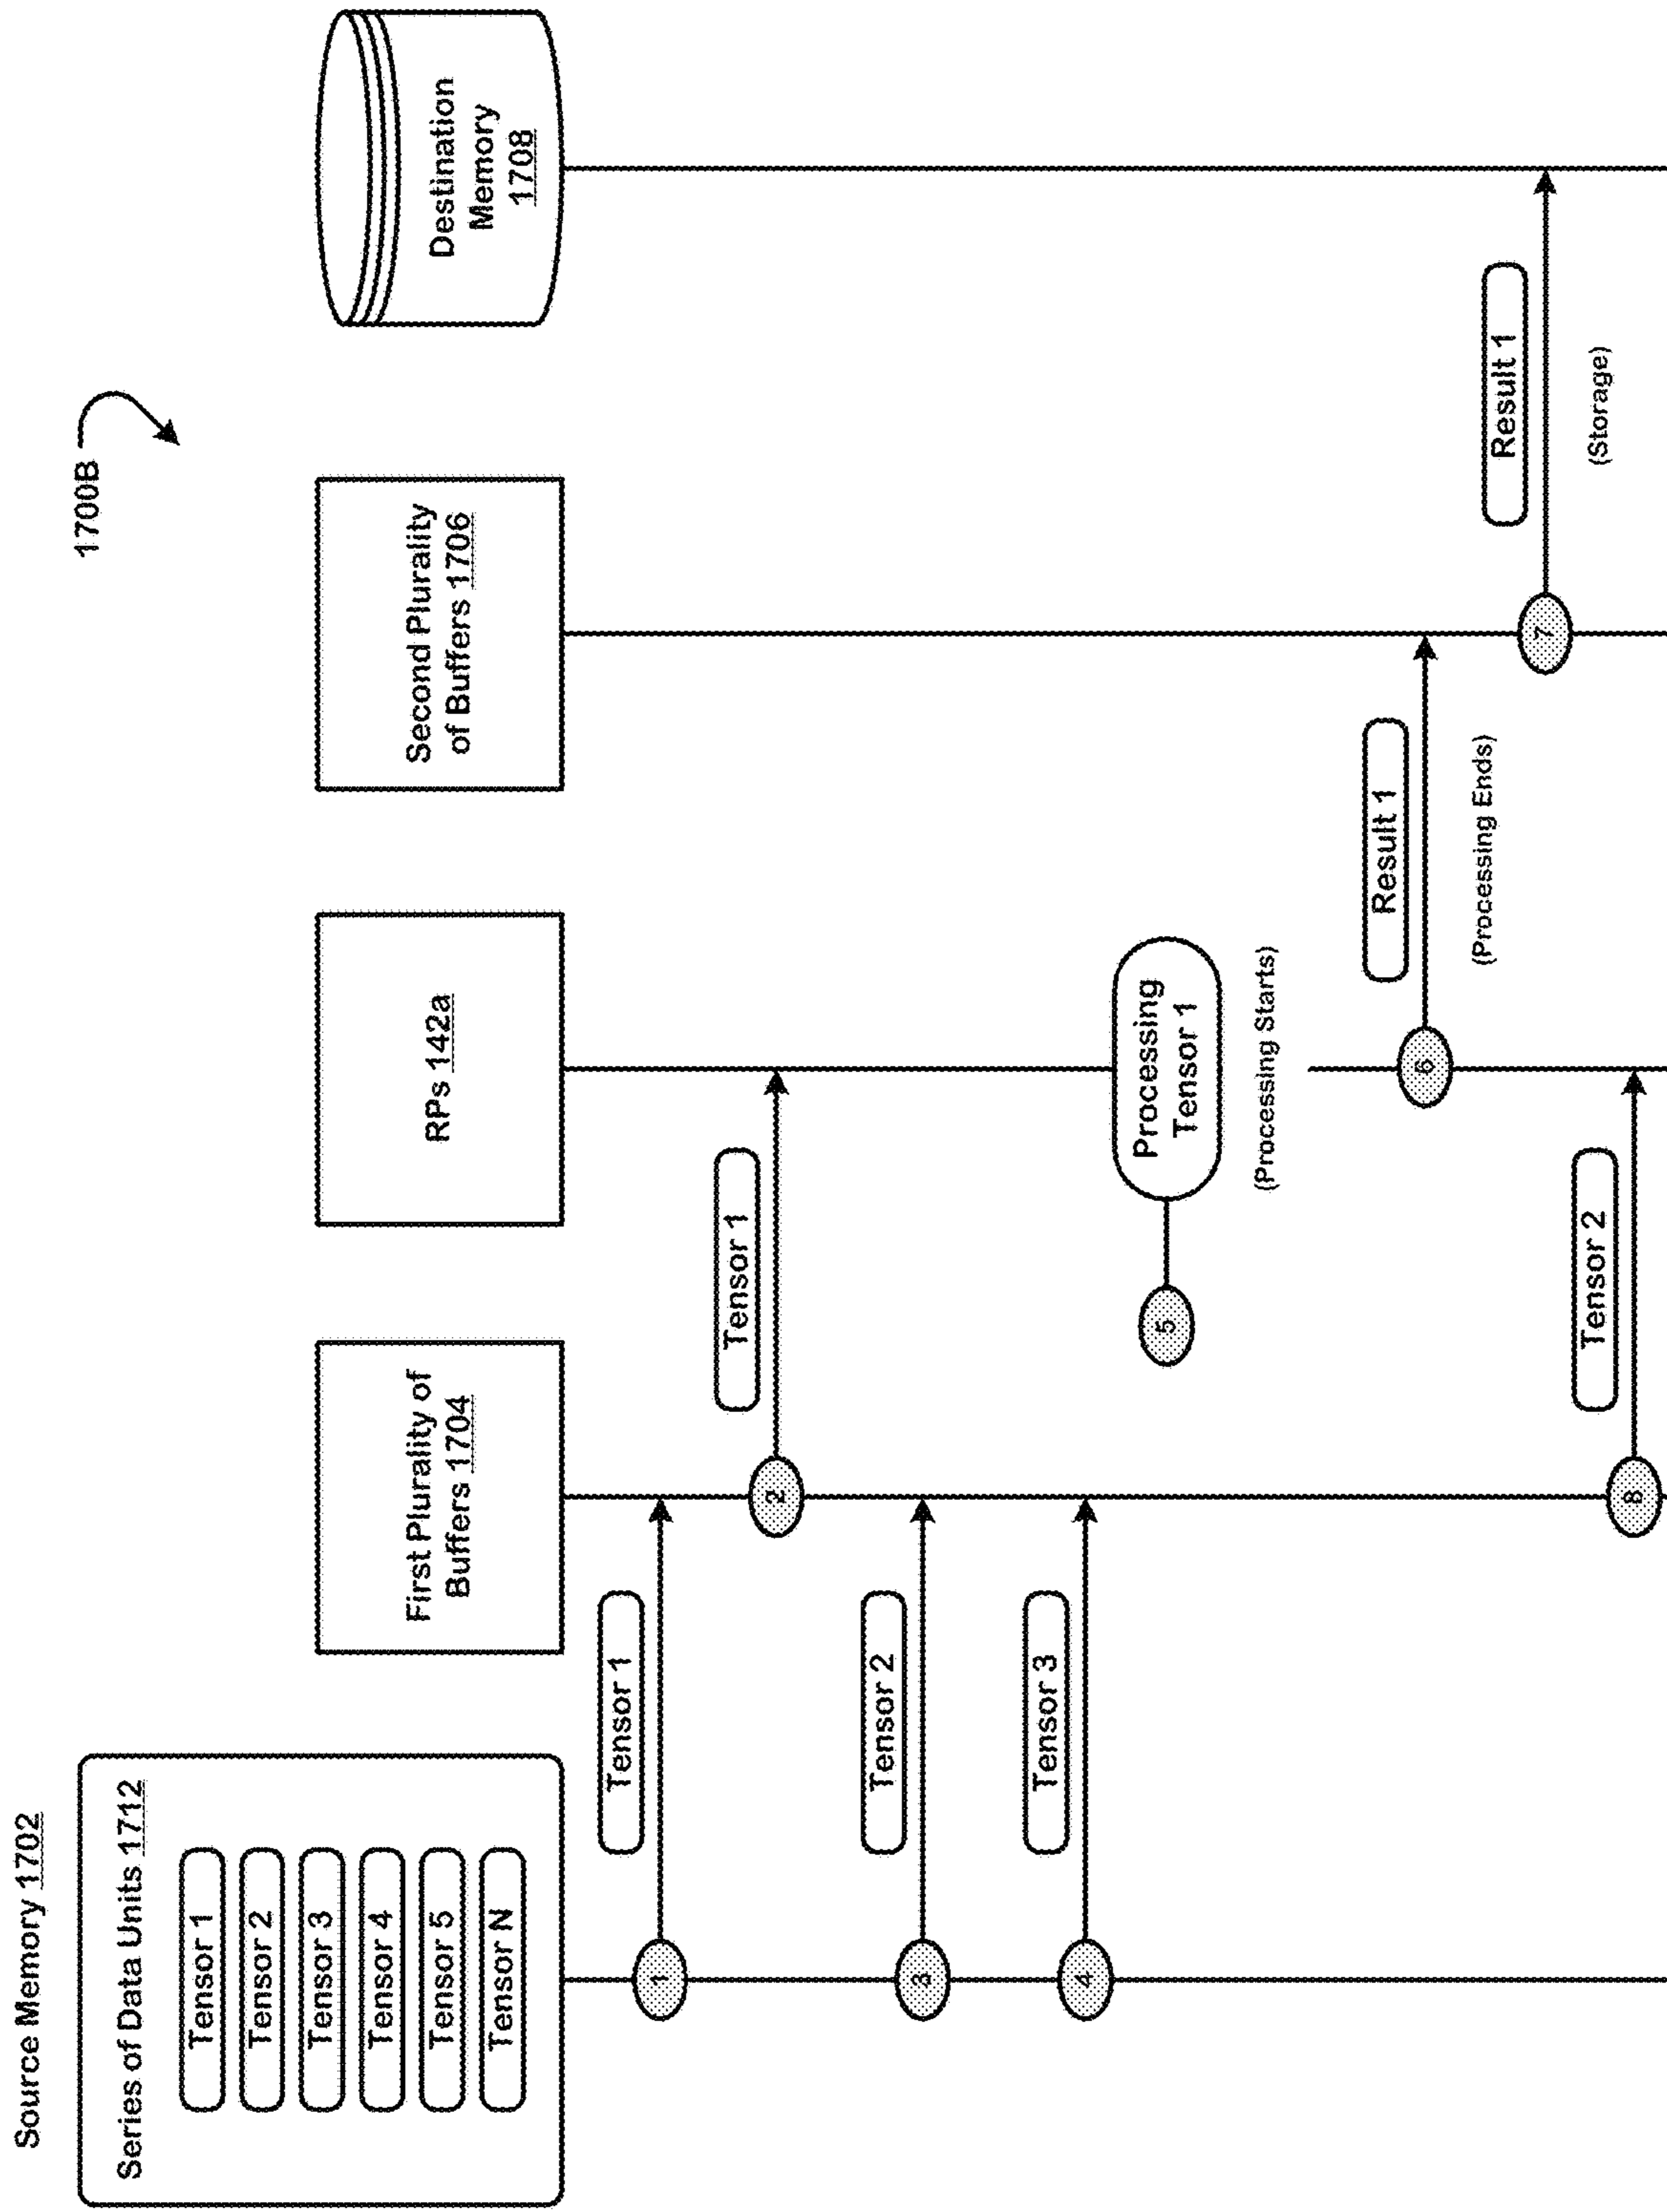 1700B
Source Memory 1702
Series of Data Units 1712
Tensor 1
Tensor 2
Tensor 3
Tensor 4
Tensor 5
Tensor N
First Plurality of
Buffers 1704
RPs 142a
Second Plurality
of Buffers 1706
Destination
Memory
1708
Tensor 1
1
Tensor 1
2
Tensor 2
3
Tensor 3
4
5
Processing
Tensor 1
(Processing Starts)
Result 1
6
(Processing Ends)
Result 1
7
(Storage)
Tensor 2
8